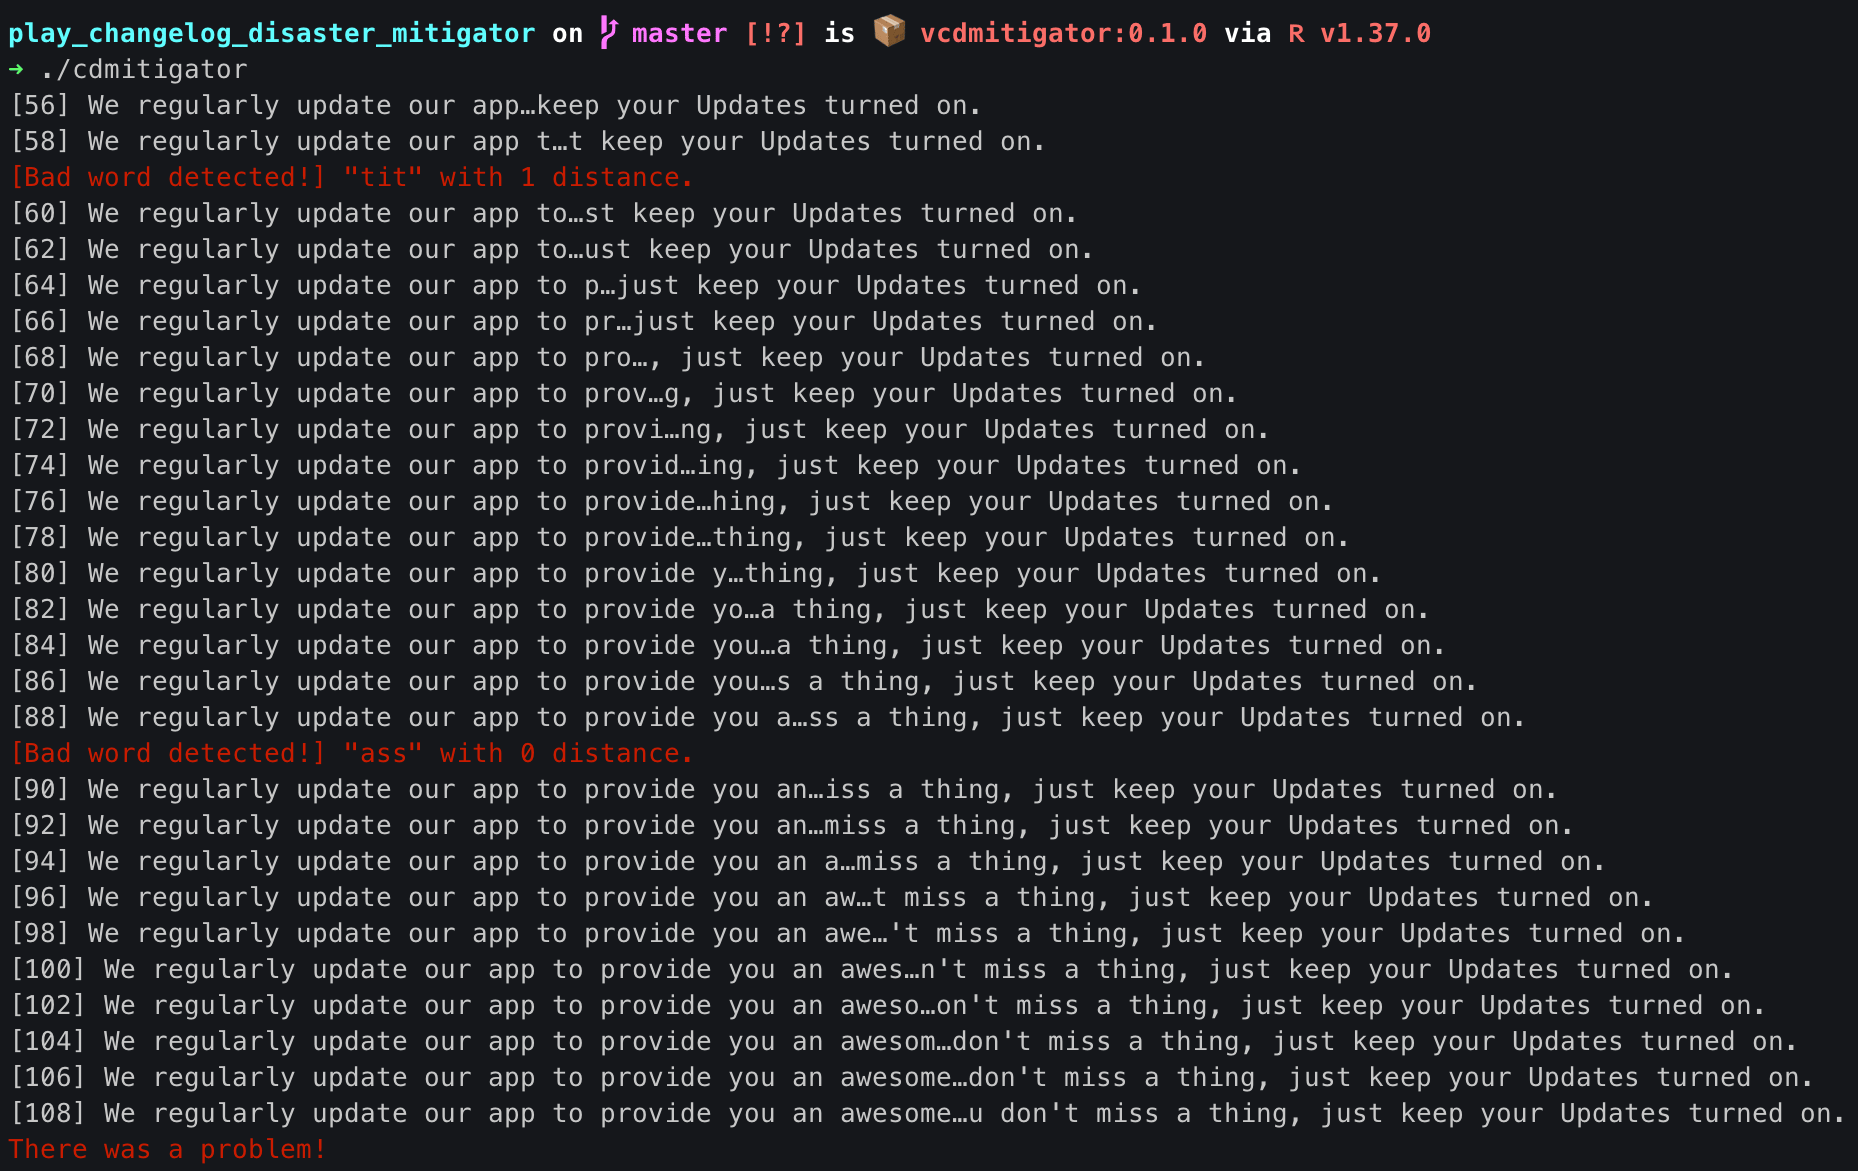 play_changelog_disaster_mitigator on master [!?] is 📦 vcdmitigator:0.1.0 via R v1.37.0
→ ./cdmitigator
[56] We regularly update our app…keep your Updates turned on.
[58] We regularly update our app t…t keep your Updates turned on.
[Bad word detected!] "tit" with 1 distance.
[60] We regularly update our app to…st keep your Updates turned on.
[62] We regularly update our app to…ust keep your Updates turned on.
[64] We regularly update our app to p…just keep your Updates turned on.
[66] We regularly update our app to pr…just keep your Updates turned on.
[68] We regularly update our app to pro…, just keep your Updates turned on.
[70] We regularly update our app to prov…g, just keep your Updates turned on.
[72] We regularly update our app to provi…ng, just keep your Updates turned on.
[74] We regularly update our app to provid…ing, just keep your Updates turned on.
[76] We regularly update our app to provide…hing, just keep your Updates turned on.
[78] We regularly update our app to provide…thing, just keep your Updates turned on.
[80] We regularly update our app to provide y…thing, just keep your Updates turned on.
[82] We regularly update our app to provide yo…a thing, just keep your Updates turned on.
[84] We regularly update our app to provide you…a thing, just keep your Updates turned on.
[86] We regularly update our app to provide you…s a thing, just keep your Updates turned on.
[88] We regularly update our app to provide you a…ss a thing, just keep your Updates turned on.
[Bad word detected!] "ass" with 0 distance.
[90] We regularly update our app to provide you an…iss a thing, just keep your Updates turned on.
[92] We regularly update our app to provide you an…miss a thing, just keep your Updates turned on.
[94] We regularly update our app to provide you an a…miss a thing, just keep your Updates turned on.
[96] We regularly update our app to provide you an aw…t miss a thing, just keep your Updates turned on.
[98] We regularly update our app to provide you an awe…'t miss a thing, just keep your Updates turned on.
[100] We regularly update our app to provide you an awes…n't miss a thing, just keep your Updates turned on.
[102] We regularly update our app to provide you an aweso…on't miss a thing, just keep your Updates turned on.
[104] We regularly update our app to provide you an awesom…don't miss a thing, just keep your Updates turned on.
[106] We regularly update our app to provide you an awesome…don't miss a thing, just keep your Updates turned on.
[108] We regularly update our app to provide you an awesome…u don't miss a thing, just keep your Updates turned on.
There was a problem!